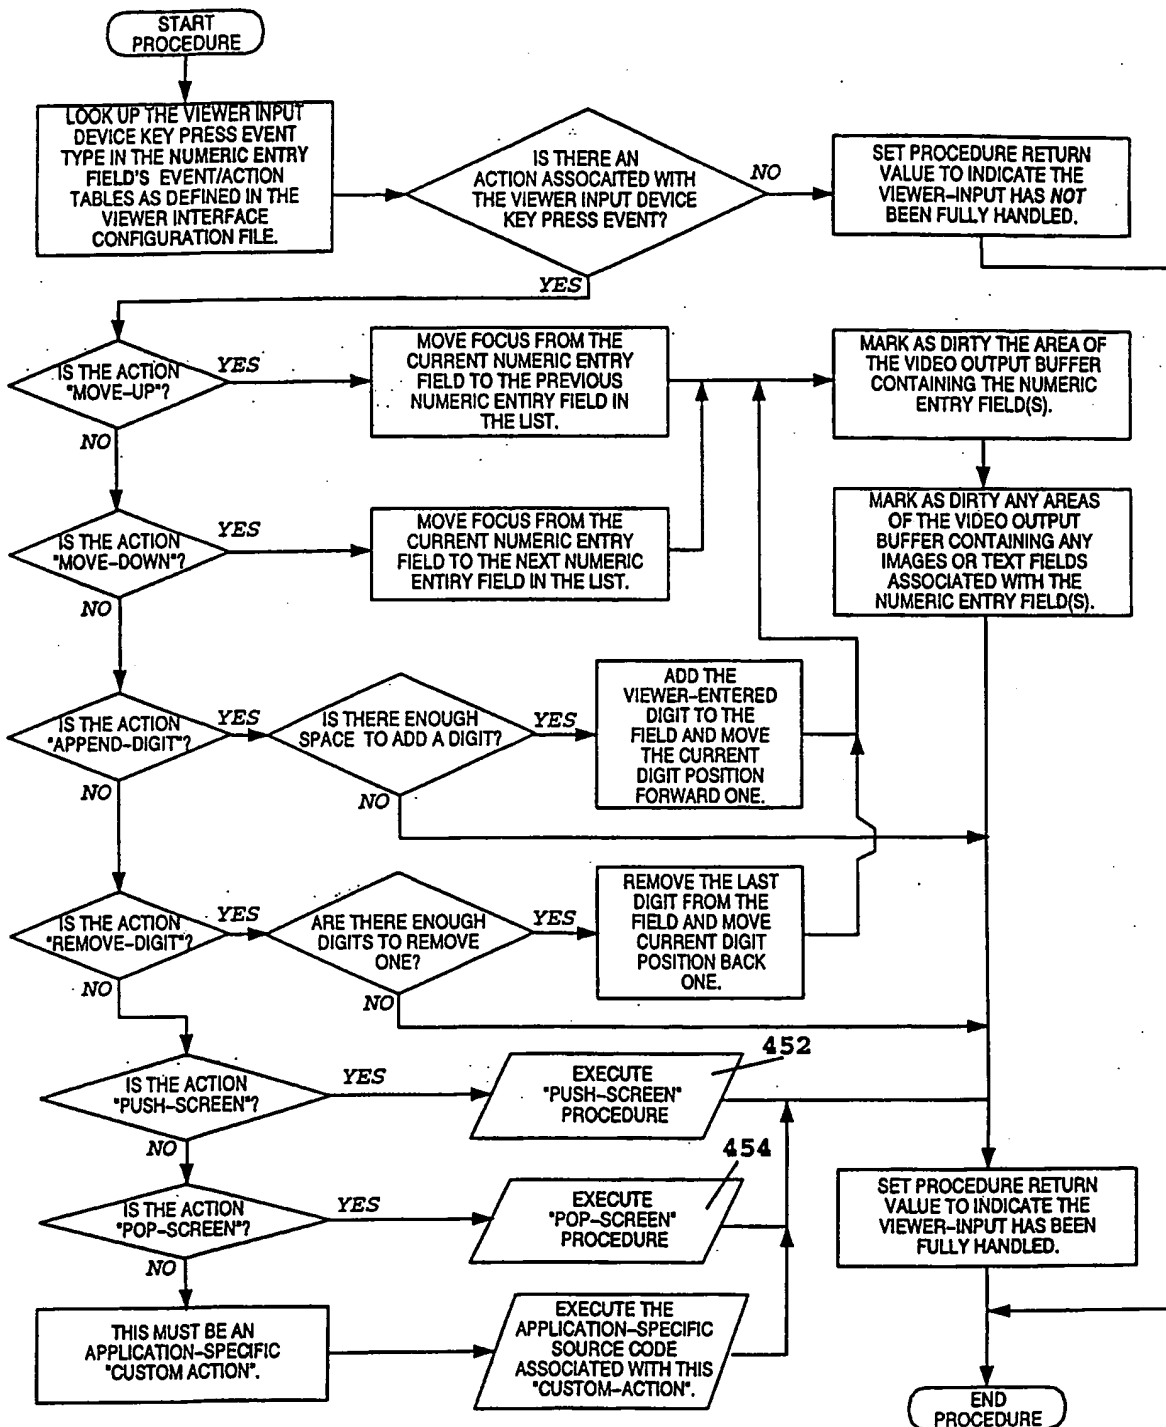 START
PROCEDURE
LOOK UP THE VIEWER INPUT
DEVICE KEY PRESS EVENT
TYPE IN THE NUMERIC ENTRY
FIELD'S EVENT/ACTION
TABLES AS DEFINED IN THE
VIEWER INTERFACE
CONFIGURATION FILE.
IS THERE AN
ACTION ASSOCAITED WITH
THE VIEWER INPUT DEVICE
KEY PRESS EVENT?
NO
SET PROCEDURE RETURN
VALUE TO INDICATE THE
VIEWER-INPUT HAS NOT
BEEN FULLY HANDLED.
YES
IS THE ACTION
"MOVE-UP"?
YES
NO
MOVE FOCUS FROM THE
CURRENT NUMERIC ENTRY
FIELD TO THE PREVIOUS
NUMERIC ENTIRY FIELD IN
THE LIST.
MARK AS DIRTY THE AREA OF
THE VIDEO OUTPUT BUFFER
CONTAINING THE NUMERIC
ENTRY FIELD(S).
IS THE ACTION
"MOVE-DOWN"?
YES
NO
MOVE FOCUS FROM THE
CURRENT NUMERIC ENTRY
FIELD TO THE NEXT NUMERIC
ENTIRY FIELD IN THE LIST.
MARK AS DIRTY ANY AREAS
OF THE VIDEO OUTPUT
BUFFER CONTAINING ANY
IMAGES OR TEXT FIELDS
ASSOCIATED WITH THE
NUMERIC ENTRY FIELD(S).
IS THE ACTION
"APPEND-DIGIT"?
YES
NO
IS THERE ENOUGH
SPACE TO ADD A DIGIT?
YES
NO
ADD THE
VIEWER-ENTERED
DIGIT TO THE
FIELD AND MOVE
THE CURRENT
DIGIT POSITION
FORWARD ONE.
IS THE ACTION
"REMOVE-DIGIT"?
YES
NO
ARE THERE ENOUGH
DIGITS TO REMOVE
ONE?
YES
NO
REMOVE THE LAST
DIGIT FROM THE
FIELD AND MOVE
CURRENT DIGIT
POSITION BACK
ONE.
IS THE ACTION
"PUSH-SCREEN"?
YES
NO
EXECUTE
"PUSH-SCREEN"
PROCEDURE
452
IS THE ACTION
"POP-SCREEN"?
YES
NO
EXECUTE
"POP-SCREEN"
PROCEDURE
454
SET PROCEDURE RETURN
VALUE TO INDICATE THE
VIEWER-INPUT HAS BEEN
FULLY HANDLED.
THIS MUST BE AN
APPLICATION-SPECIFIC
"CUSTOM ACTION".
EXECUTE THE
APPLICATION-SPECIFIC
SOURCE CODE
ASSOCIATED WITH THIS
"CUSTOM-ACTION".
END
PROCEDURE